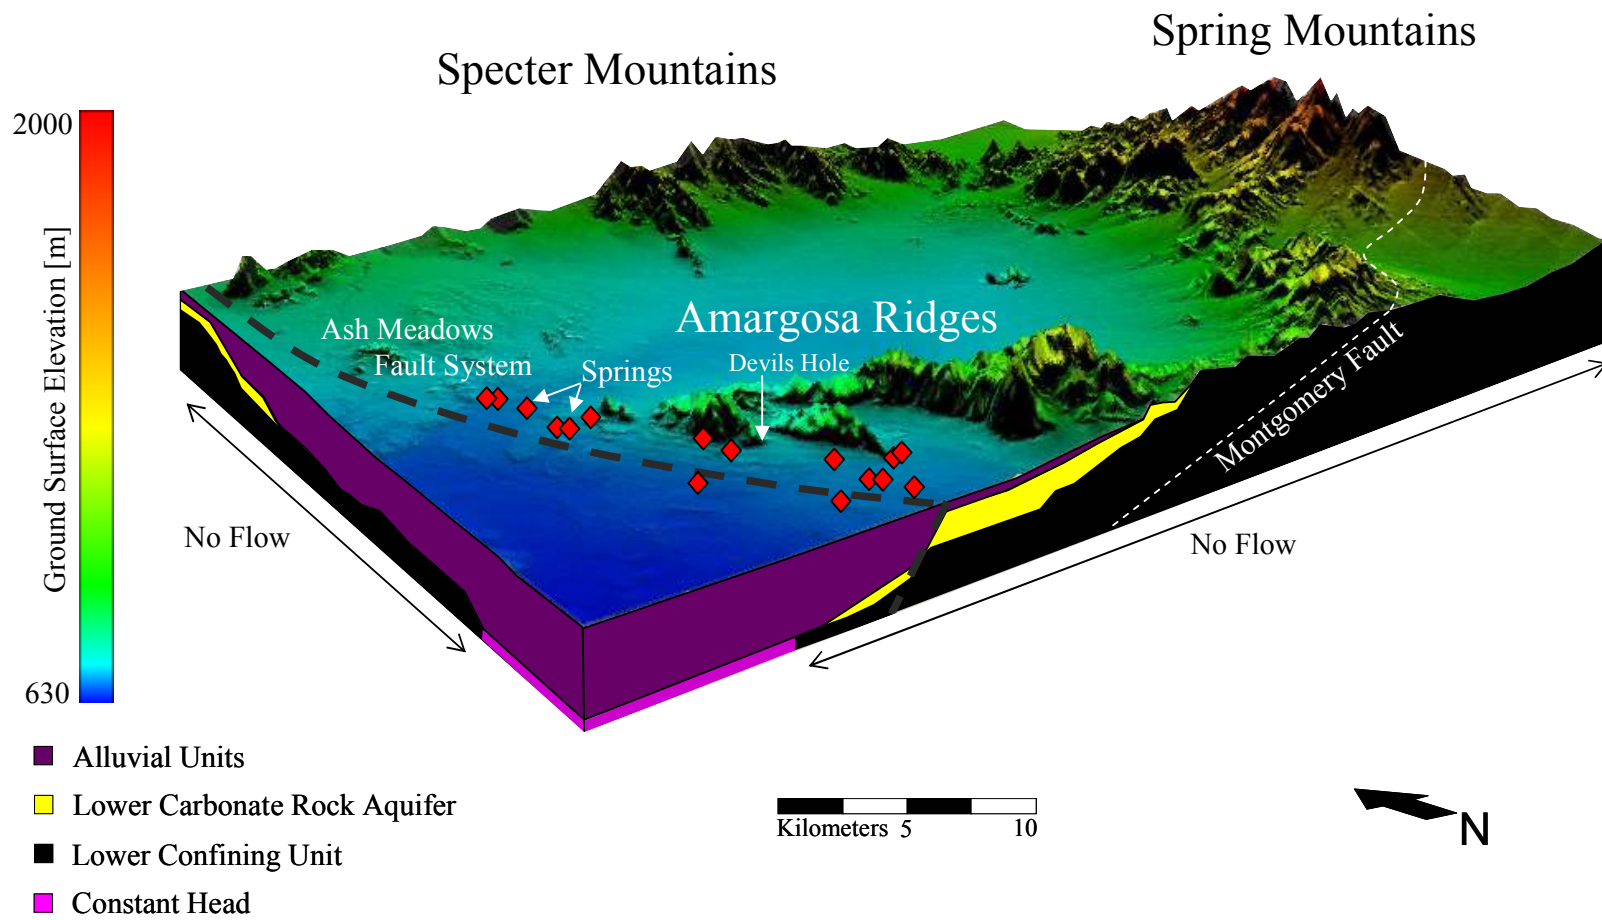 Spring Mountains
Specter Mountains
2000
Ground Surface Elevation [m]
630
Amargosa Ridges
Ash Meadows
Fault System
Springs
Devils Hole
Montgomery Fault
No Flow
No Flow
Alluvial Units
Lower Carbonate Rock Aquifer
Lower Confining Unit
Constant Head
Kilometers 5 10
N